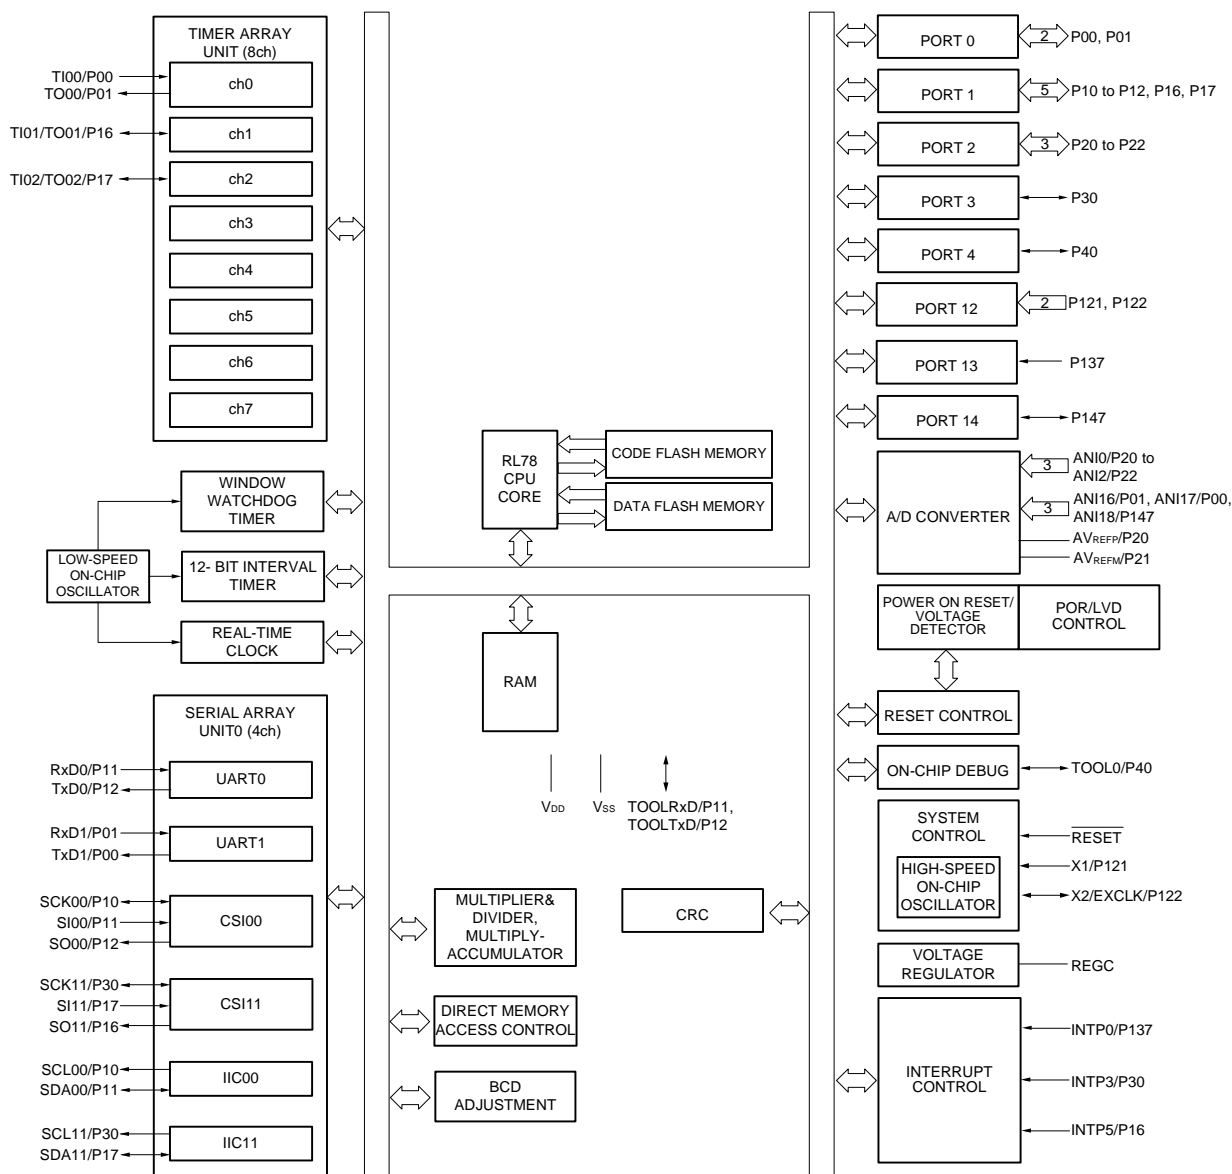 TIMER ARRAY
UNIT (8ch)
TI00/P00
TO00/P01
ch0
TI01/TO01/P16
ch1
TI02/TO02/P17
ch2
ch3
ch4
ch5
ch6
ch7
WINDOW
WATCHDOG
TIMER
LOW-SPEED
ON-CHIP
OSCILLATOR
12- BIT INTERVAL
TIMER
REAL-TIME
CLOCK
SERIAL ARRAY
UNIT0 (4ch)
RxD0/P11
TxD0/P12
UART0
RxD1/P01
TxD1/P00
UART1
SCK00/P10
SI00/P11
SO00/P12
CSI00
SCK11/P30
SI11/P17
SO11/P16
CSI11
SCL00/P10
SDA00/P11
IIC00
SCL11/P30
SDA11/P17
IIC11
RL78
CPU
CORE
CODE FLASH MEMORY
DATA FLASH MEMORY
RAM
VDD
VSS
TOOLRxD/P11,
TOOLTxD/P12
MULTIPLIER&
DIVIDER,
MULTIPLY-
ACCUMULATOR
CRC
DIRECT MEMORY
ACCESS CONTROL
BCD
ADJUSTMENT
PORT 0
2
P00, P01
PORT 1
5
P10 to P12, P16, P17
PORT 2
3
P20 to P22
PORT 3
P30
PORT 4
P40
PORT 12
2
P121, P122
PORT 13
P137
PORT 14
P147
A/D CONVERTER
3
ANI0/P20 to
ANI2/P22
3
ANI16/P01, ANI17/P00,
ANI18/P147
AVREFP/P20
AVREFM/P21
POWER ON RESET/
VOLTAGE
DETECTOR
POR/LVD
CONTROL
RESET CONTROL
ON-CHIP DEBUG
TOOL0/P40
SYSTEM
CONTROL
RESET
HIGH-SPEED
ON-CHIP
OSCILLATOR
X1/P121
X2/EXCLK/P122
VOLTAGE
REGULATOR
REGC
INTERRUPT
CONTROL
INTP0/P137
INTP3/P30
INTP5/P16